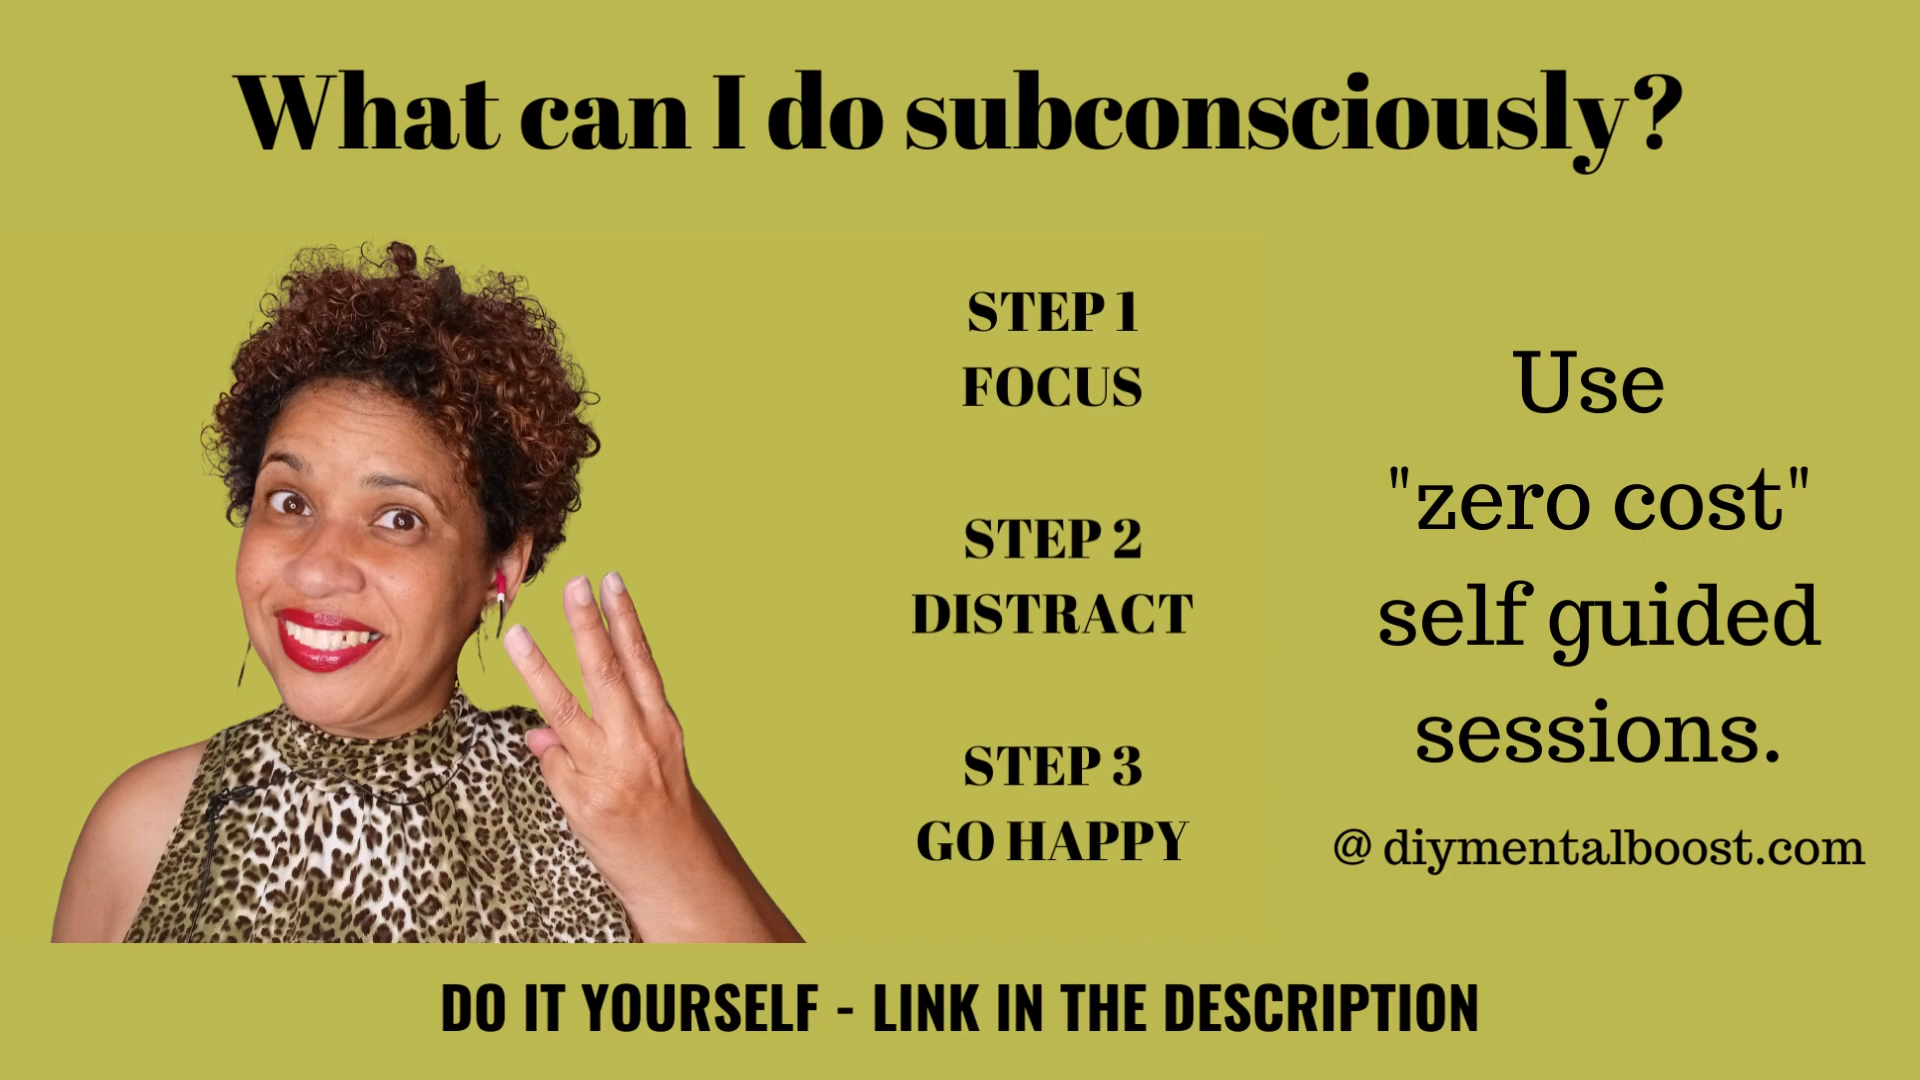 What can I do subconsciously?
STEP 1
FOCUS
STEP 2
DISTRACT
STEP 3
GO HAPPY
Use
"zero cost"
self guided
sessions.
@ diymentalboost.com
DO IT YOURSELF - LINK IN THE DESCRIPTION